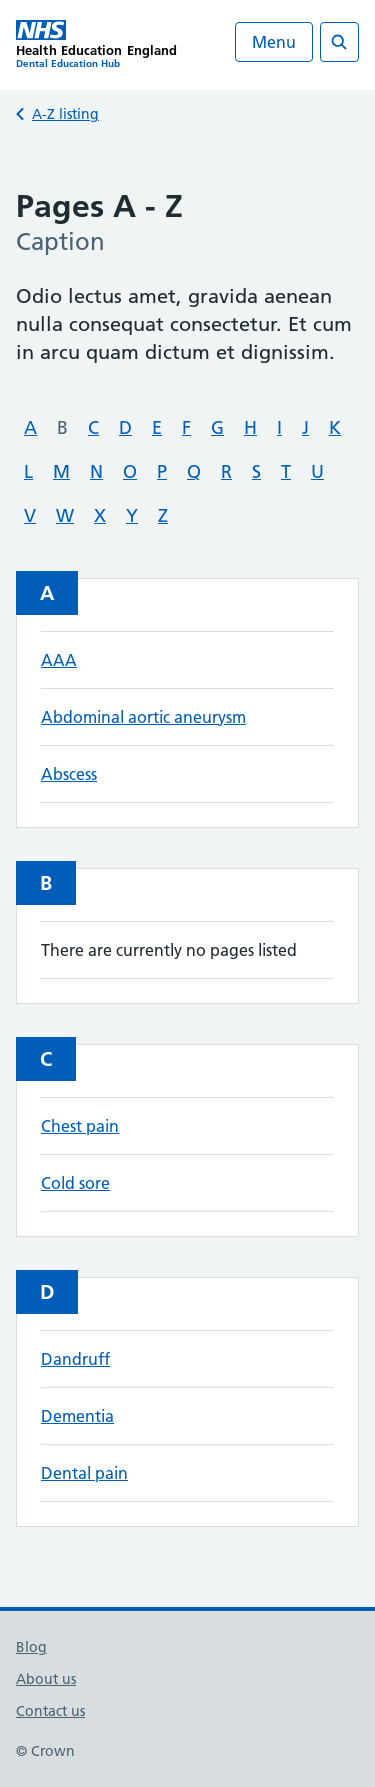 NHS
Health Education England
Dental Education Hub
Menu
A-Z listing
Pages A - Z
Caption
Odio lectus amet, gravida aenean
nulla consequat consectetur. Et cum
in arcu quam dictum et dignissim.
A B C D E F G H I J K
L M N O P Q R S T U
V W X Y Z
A
AAA
Abdominal aortic aneurysm
Abscess
B
There are currently no pages listed
C
Chest pain
Cold sore
D
Dandruff
Dementia
Dental pain
Blog
About us
Contact us
© Crown